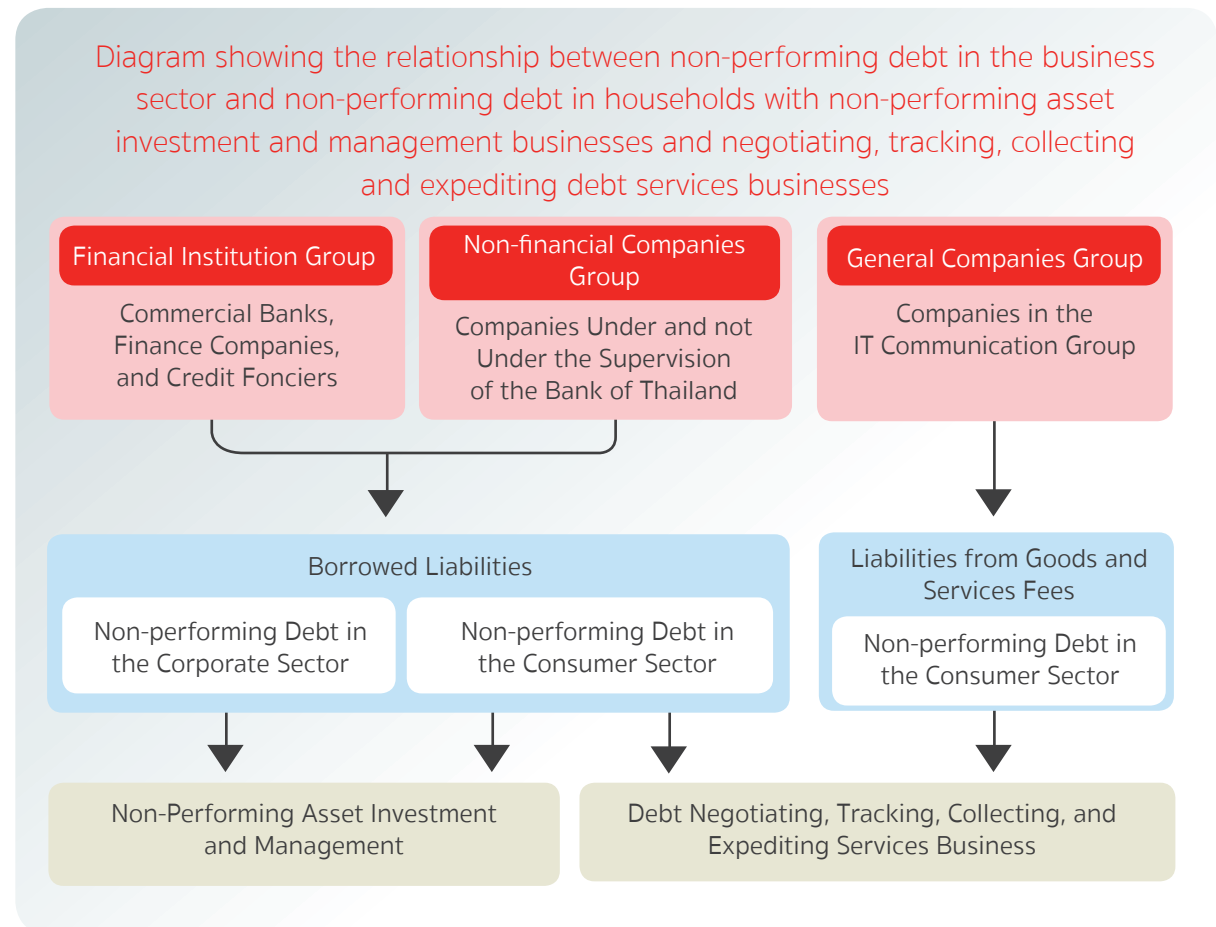 Diagram showing the relationship between non-performing debt in the business
sector and non-performing debt in households with non-performing asset
investment and management businesses and negotiating, tracking, collecting
and expediting debt services businesses
Financial Institution Group
Commercial Banks,
Finance Companies,
and Credit Fonciers
Non-financial Companies
Group
Companies Under and not
Under the Supervision
of the Bank of Thailand
General Companies Group
Companies in the
IT Communication Group
Borrowed Liabilities
Non-performing Debt in
the Corporate Sector
Non-performing Debt in
the Consumer Sector
Liabilities from Goods and
Services Fees
Non-performing Debt in
the Consumer Sector
Non-Performing Asset Investment
and Management
Debt Negotiating, Tracking, Collecting, and
Expediting Services Business